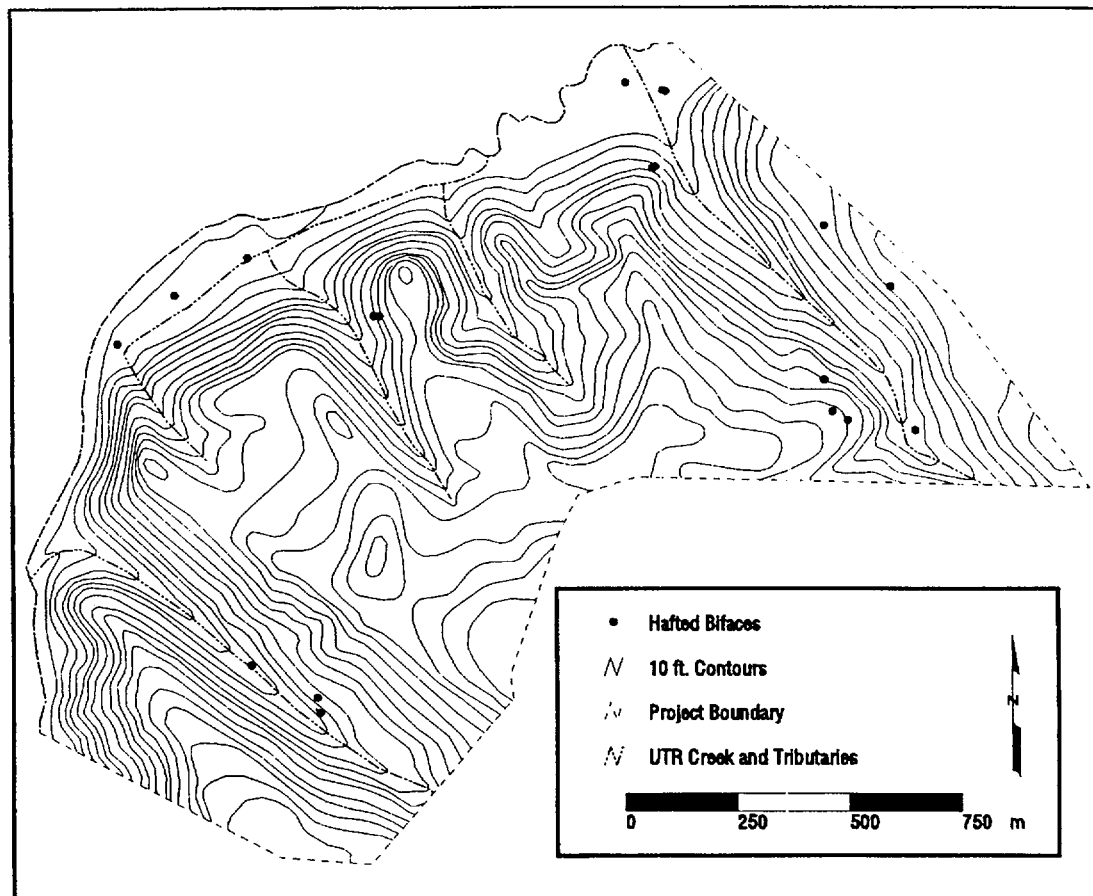 Hafted Bifaces
10 ft. Contours
Project Boundary
UTR Creek and Tributaries
N
0 250 500 750 m